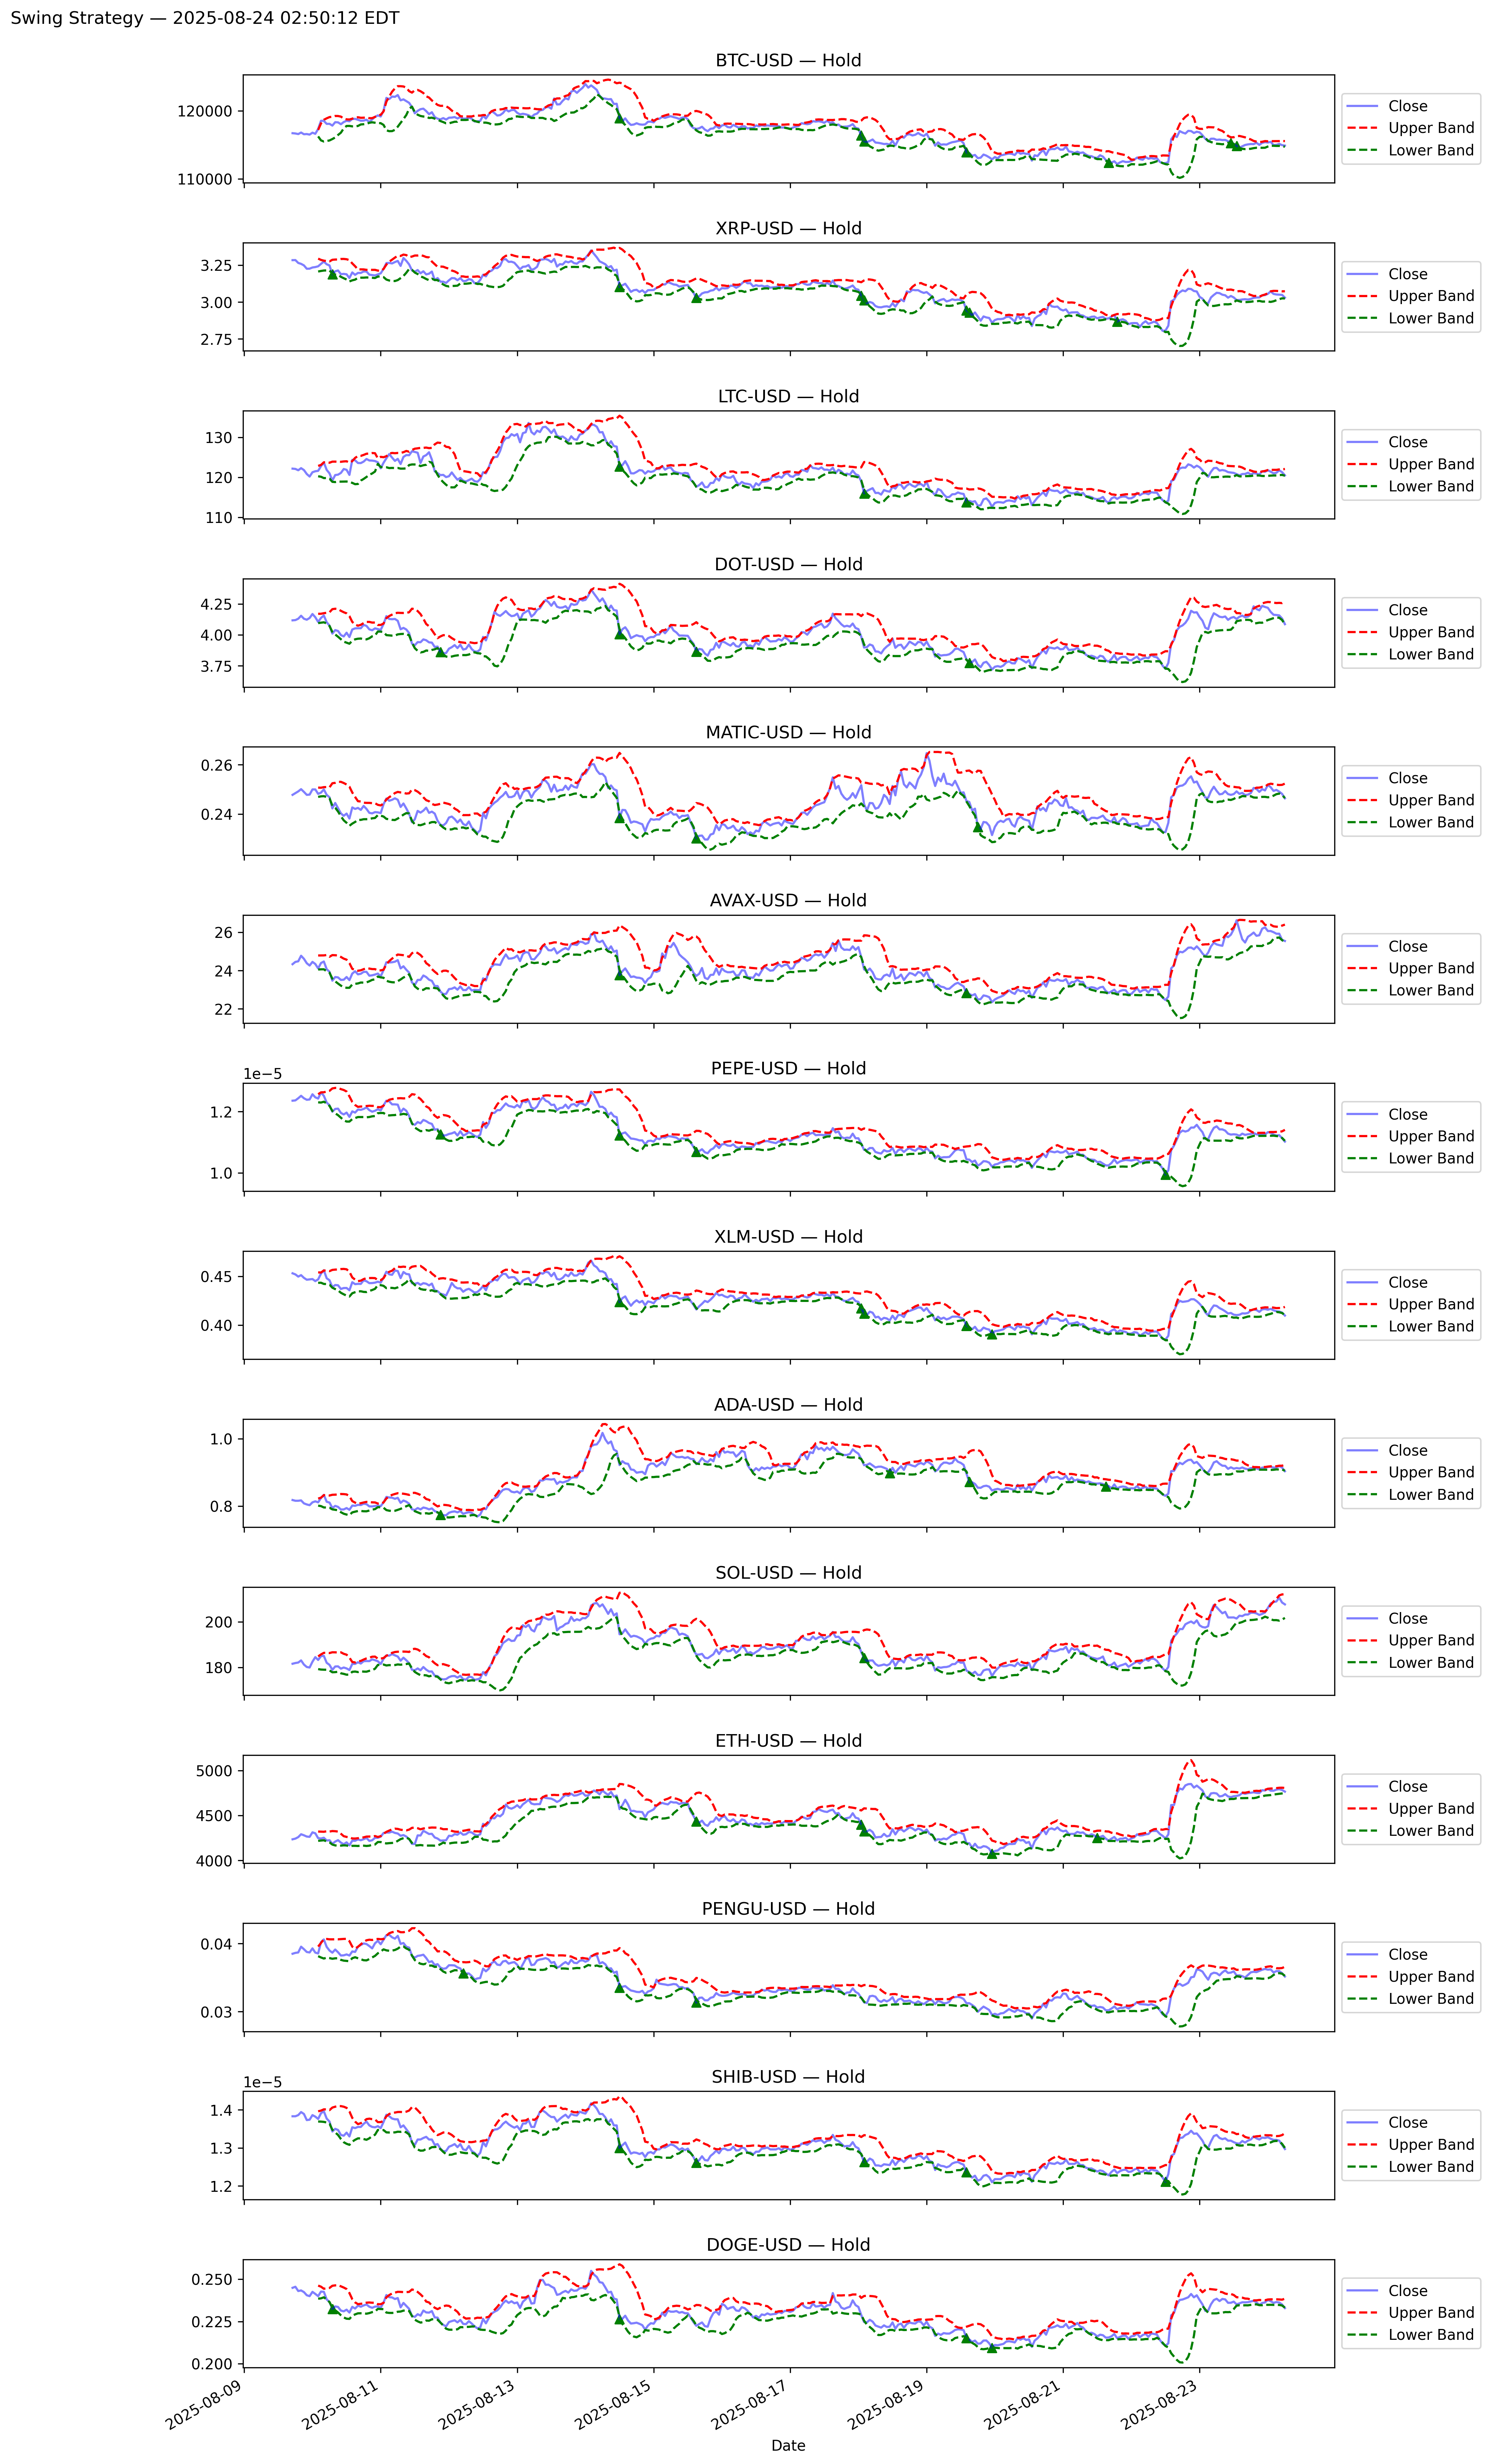 Swing Strategy — 2025-08-24 02:50:12 EDT
BTC-USD — Hold
120000
110000
Close
Upper Band
Lower Band
XRP-USD — Hold
3.25
3.00
2.75
Close
Upper Band
Lower Band
LTC-USD — Hold
130
120
110
Close
Upper Band
Lower Band
DOT-USD — Hold
4.25
4.00
3.75
Close
Upper Band
Lower Band
MATIC-USD — Hold
0.26
0.24
Close
Upper Band
Lower Band
AVAX-USD — Hold
26
24
22
Close
Upper Band
Lower Band
PEPE-USD — Hold
1e−5
1.2
1.0
Close
Upper Band
Lower Band
XLM-USD — Hold
0.45
0.40
Close
Upper Band
Lower Band
ADA-USD — Hold
1.0
0.8
Close
Upper Band
Lower Band
SOL-USD — Hold
200
180
Close
Upper Band
Lower Band
ETH-USD — Hold
5000
4500
4000
Close
Upper Band
Lower Band
PENGU-USD — Hold
0.04
0.03
Close
Upper Band
Lower Band
SHIB-USD — Hold
1e−5
1.4
1.3
1.2
Close
Upper Band
Lower Band
DOGE-USD — Hold
0.250
0.225
0.200
Close
Upper Band
Lower Band
2025-08-09
2025-08-11
2025-08-13
2025-08-15
2025-08-17
2025-08-19
2025-08-21
2025-08-23
Date